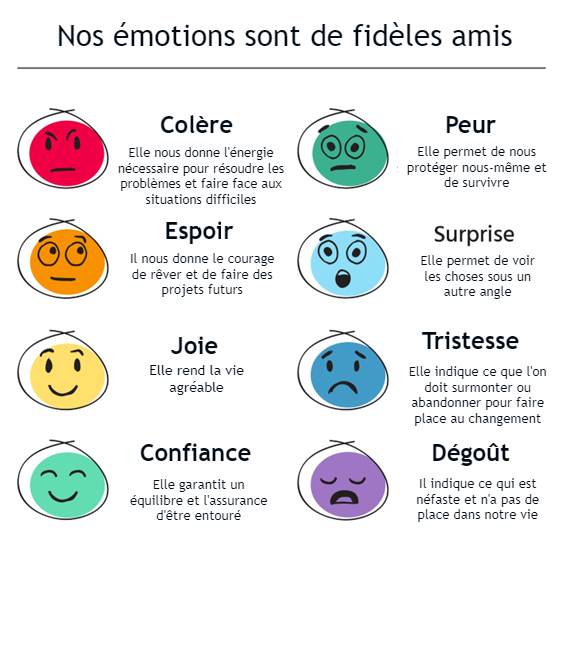 Nos émotions sont de fidèles amis
Colère
Elle nous donne l'énergie
nécessaire pour résoudre les
problèmes et faire face aux
situations difficiles
Peur
Elle permet de nous
protéger nous-même et
de survivre
Espoir
Il nous donne le courage
de rêver et de faire des
projets futurs
Surprise
Elle permet de voir
les choses sous un
autre angle
Joie
Elle rend la vie
agréable
Tristesse
Elle indique ce que l'on
doit surmonter ou
abandonner pour faire
place au changement
Confiance
Elle garantit un
équilibre et l'assurance
d'être entouré
Dégoût
Il indique ce qui est
néfaste et n'a pas de
place dans notre vie